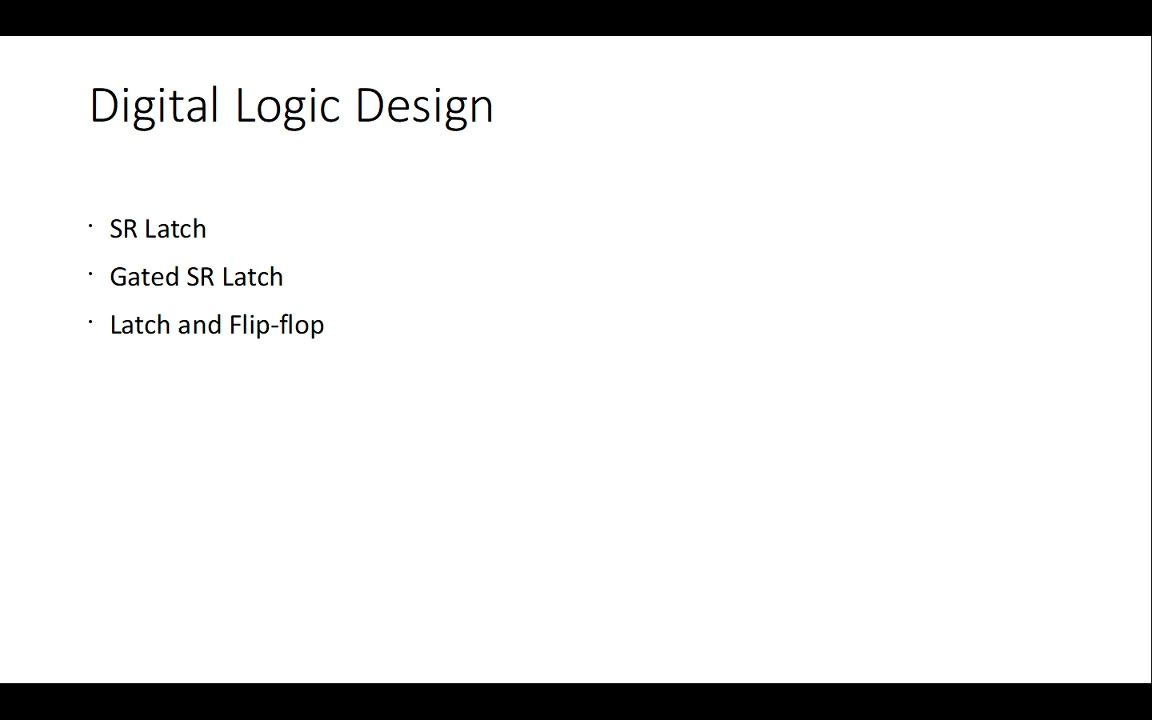 Digital Logic Design
· SR Latch
· Gated SR Latch
· Latch and Flip-flop